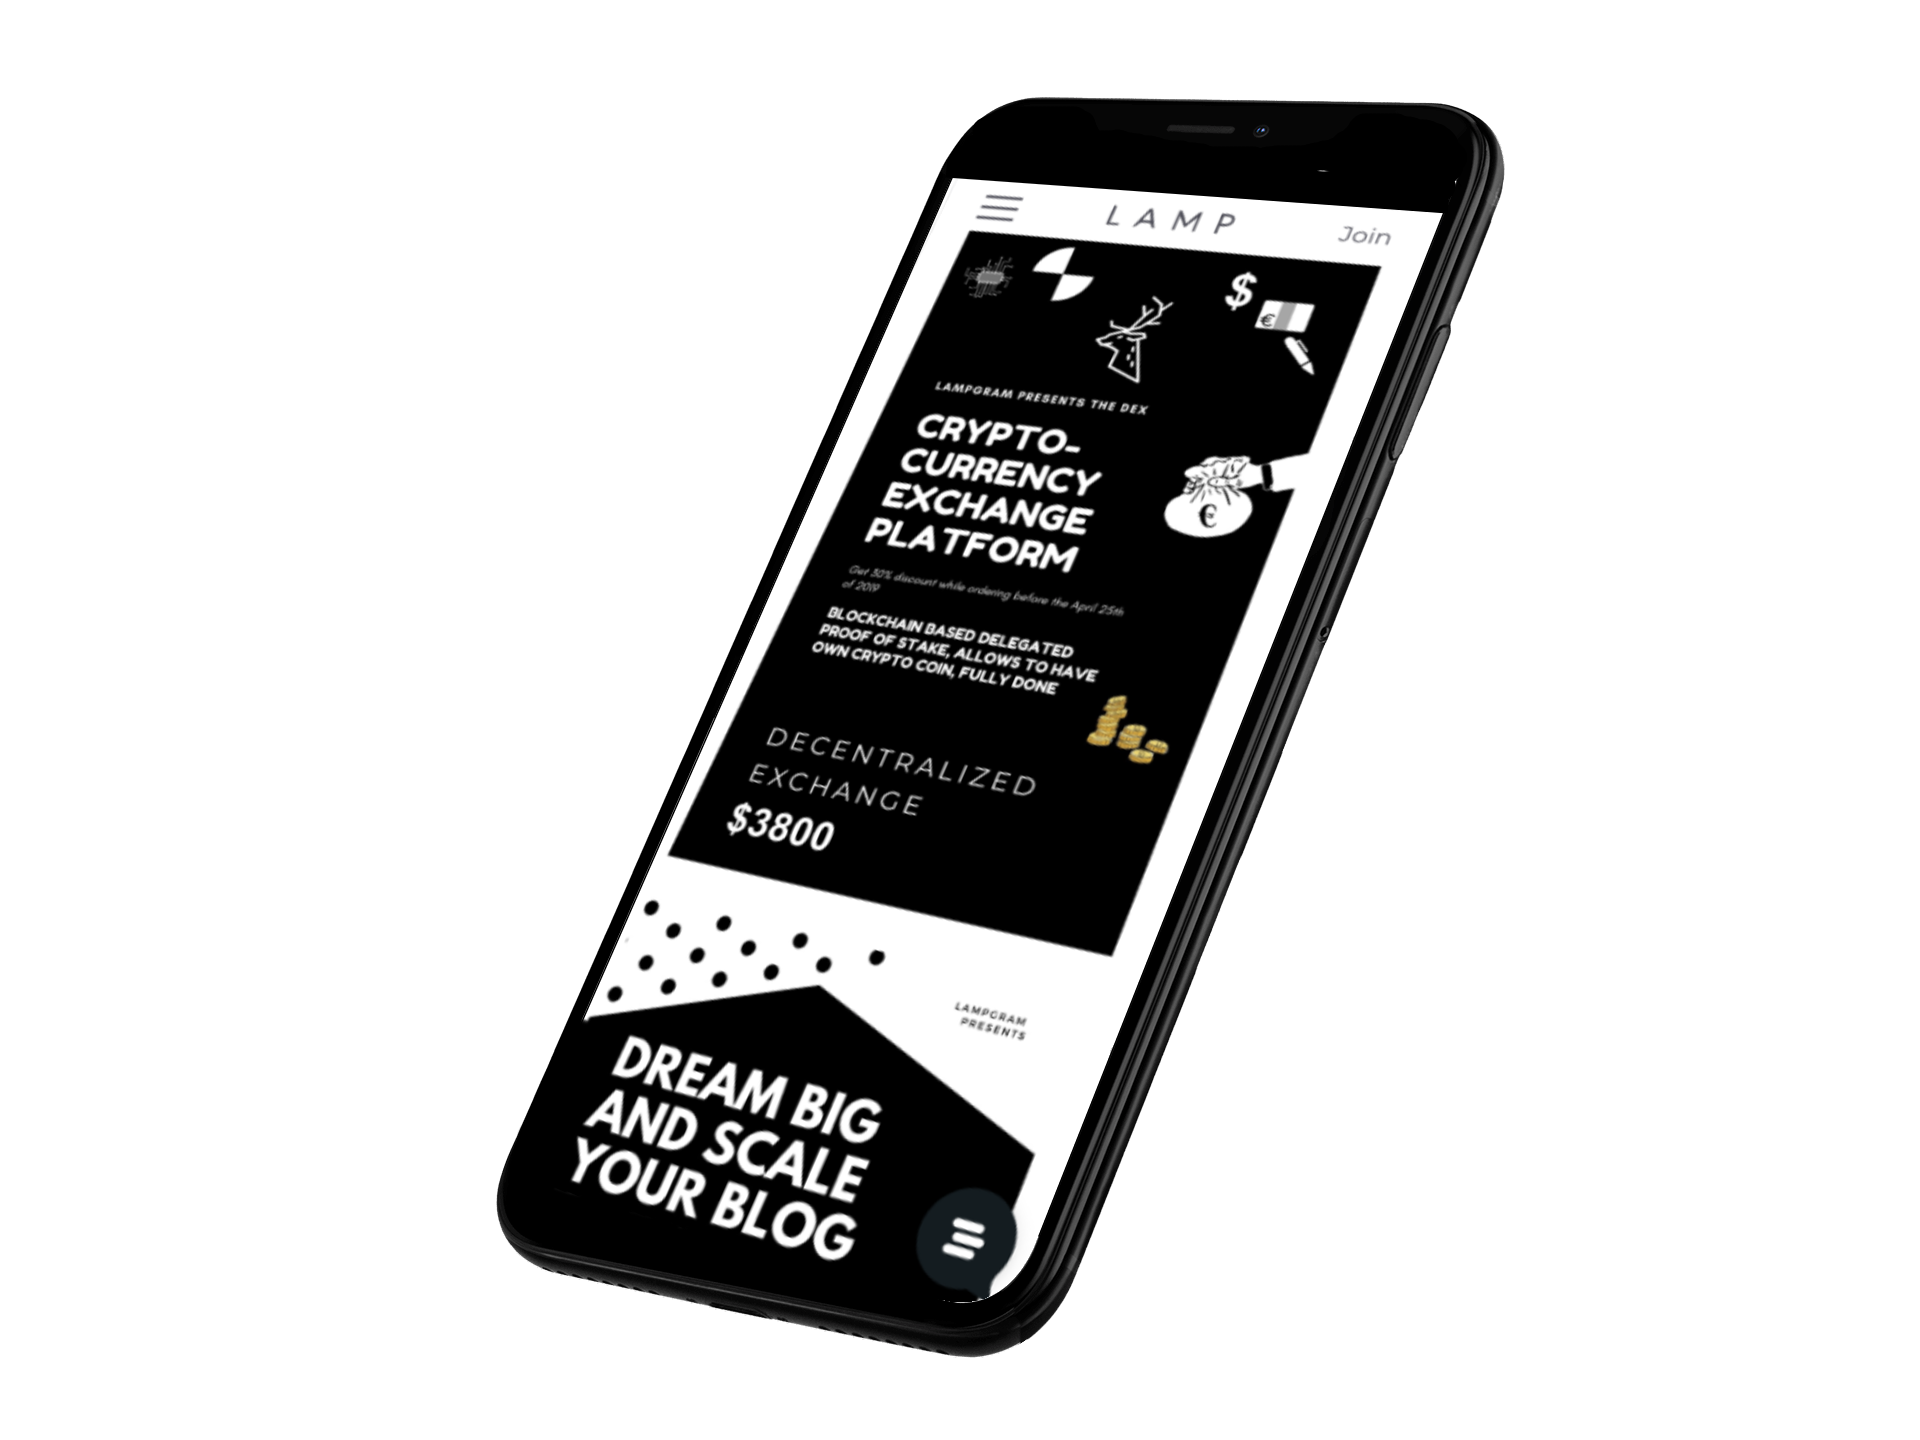 LAMP
Join
$
€
LAMPGRAM PRESENTS THE DEX
CRYPTO-
CURRENCY
EXCHANGE
PLATFORM
€
Get 30% discount while ordering before the April 25th
of 2019
BLOCKCHAIN BASED DELEGATED
PROOF OF STAKE, ALLOWS TO HAVE
OWN CRYPTO COIN, FULLY DONE
DECENTRALIZED
EXCHANGE
$3800
LAMPGRAM
PRESENTS
DREAM BIG
AND SCALE
YOUR BLOG